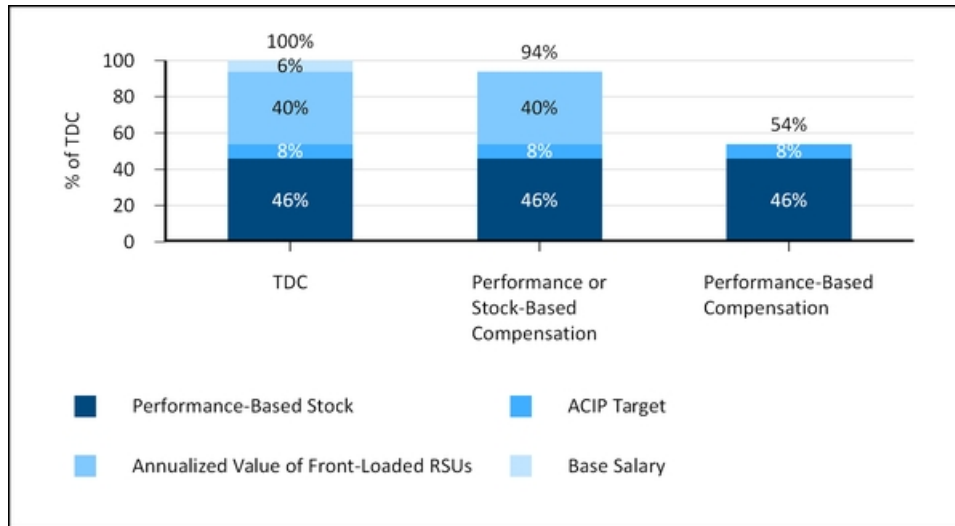 100%
94%
54%
% of TDC
100
80
60
40
20
0
6%
40%
8%
46%
40%
8%
46%
8%
46%
TDC
Performance or
Stock-Based
Compensation
Performance-Based
Compensation
Performance-Based Stock
ACIP Target
Annualized Value of Front-Loaded RSUs
Base Salary